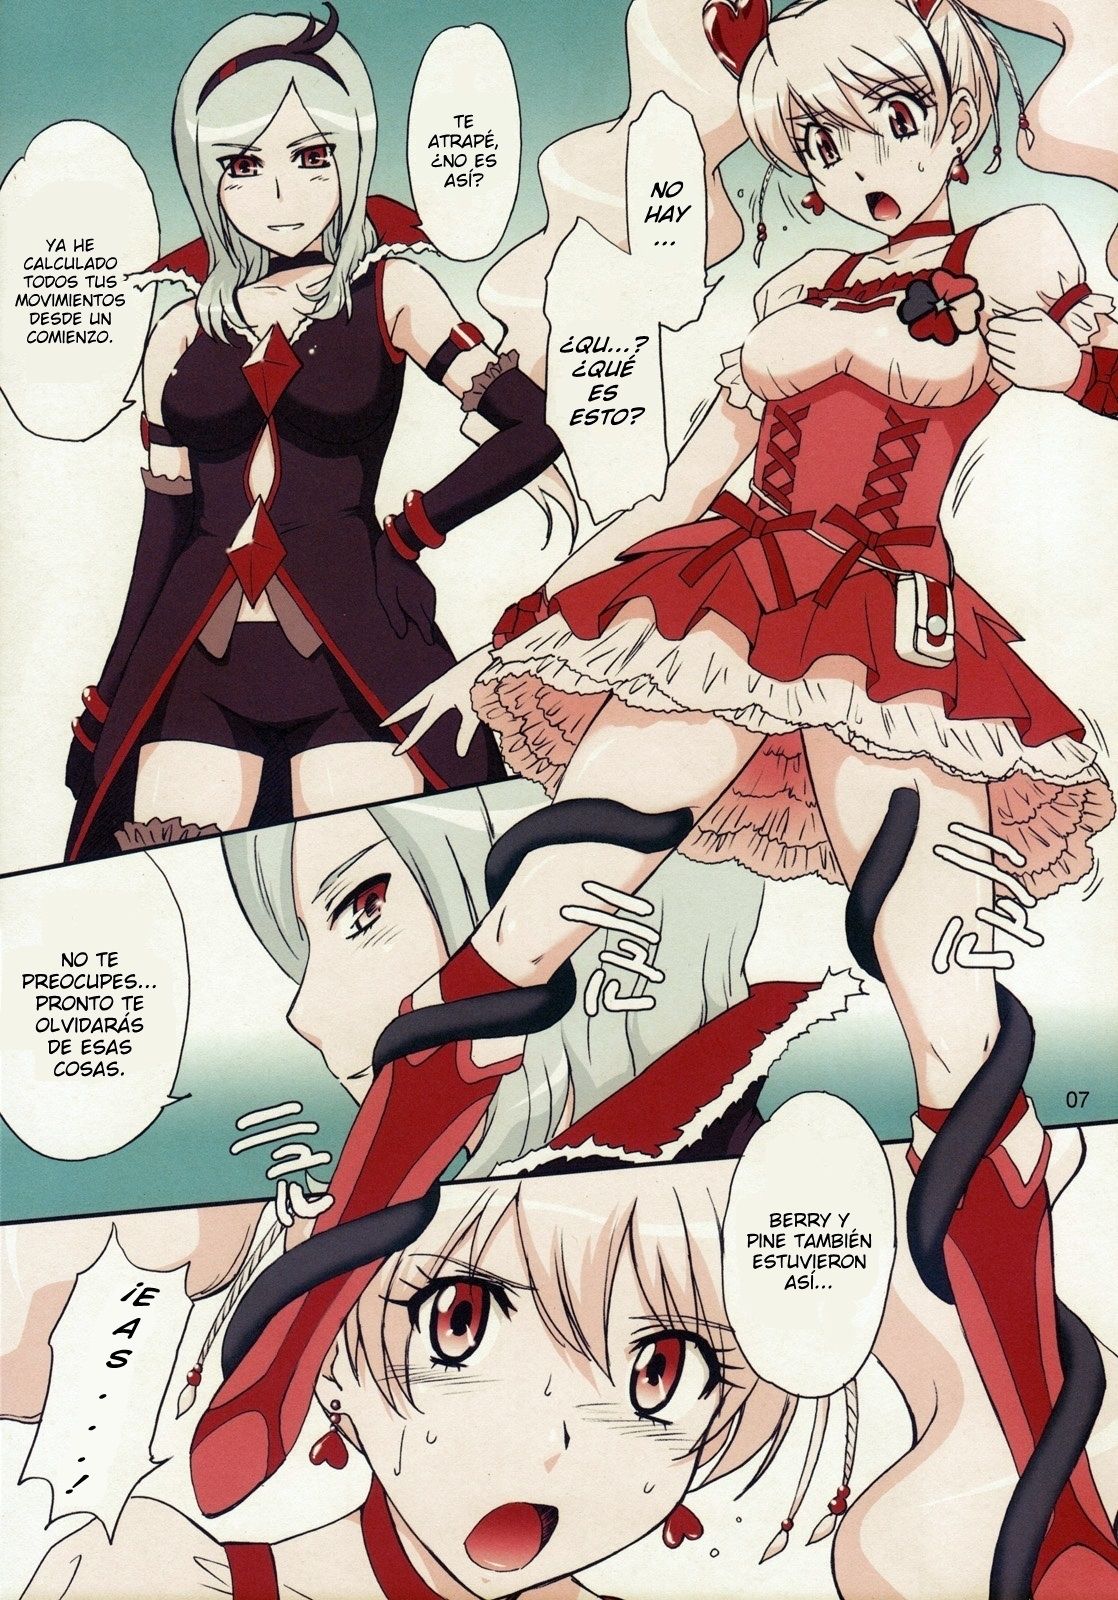 TE
ATRAPÉ,
¿NO ES
ASÍ?
YA HE
CALCULADO
TODOS TUS
MOVIMIENTOS
DESDE UN
COMIENZO.
NO
HAY
...
¿QU...?
¿QUÉ
ES
ESTO?
NO TE
PREOCUPES...
PRONTO TE
OLVIDARÁS
DE ESAS
COSAS.
07
BERRY Y
PINE TAMBIÉN
ESTUVIERON
ASÍ...
¡EAS...!